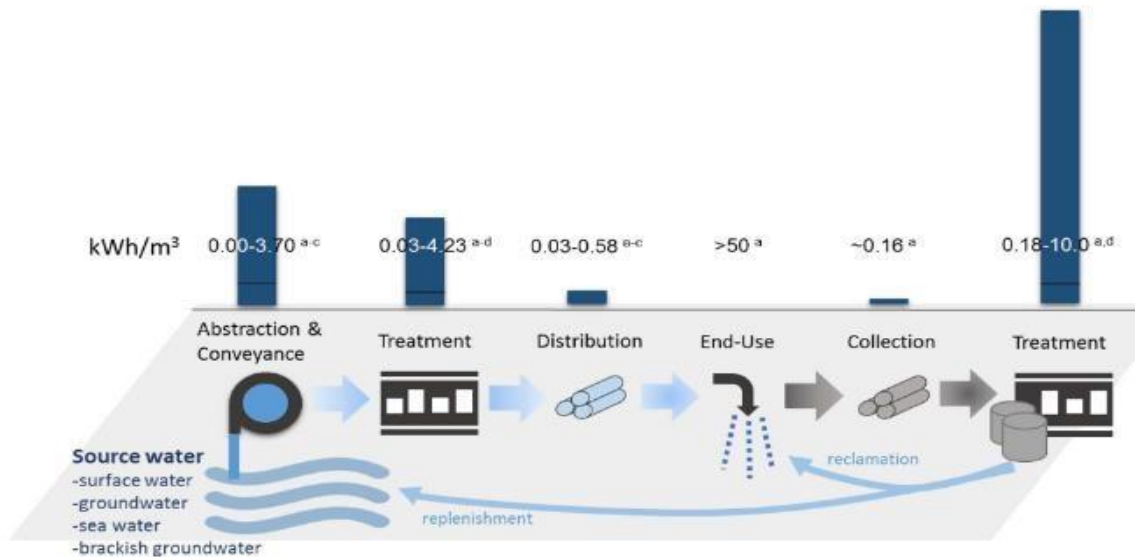 kWh/m³ 0.00-3.70 a-c 0.03-4.23 a-d 0.03-0.58 a-c >50 a ~0.16 a 0.18-10.0 a,d
Abstraction &
Conveyance
Treatment
Distribution
End-Use
Collection
Treatment
Source water
-surface water
-groundwater
-sea water
-brackish groundwater
reclamation
replenishment